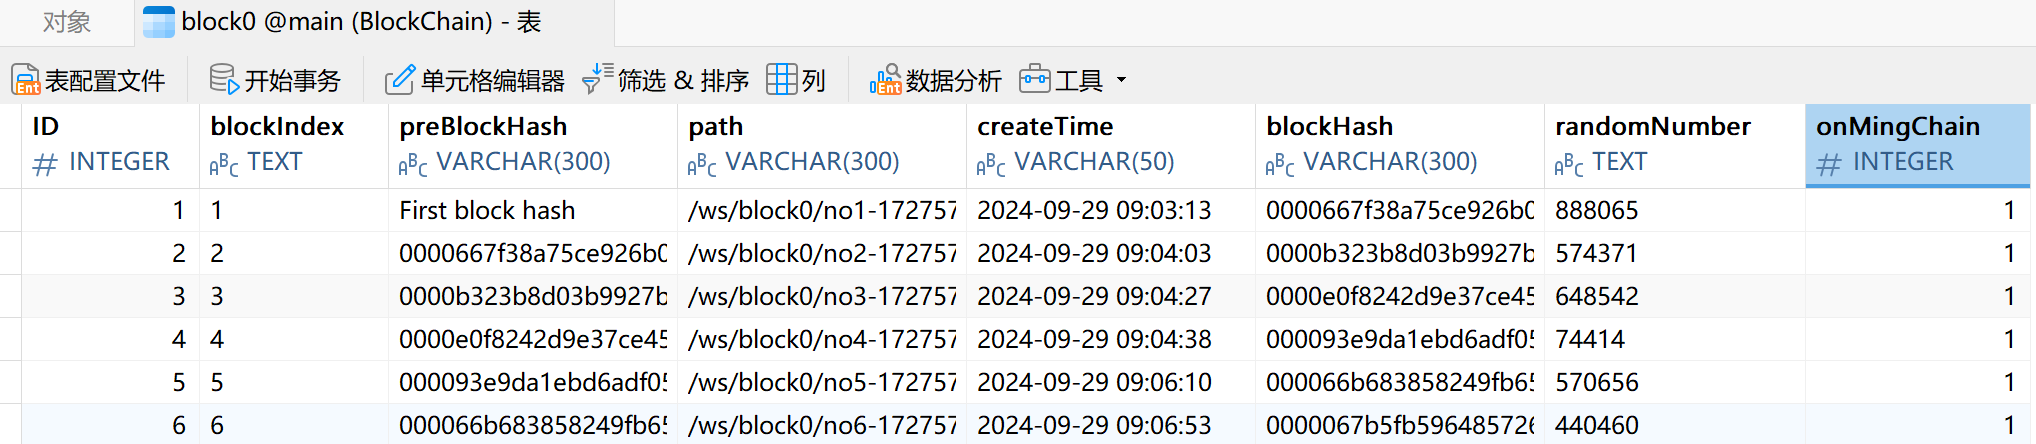 对象 block0 @main (BlockChain) - 表
表配置文件 开始事务 单元格编辑器 筛选 & 排序 列 数据分析 工具
ID blockIndex preBlockHash path createTime blockHash randomNumber onMingChain
# INTEGER ABC TEXT ABC VARCHAR(300) ABC VARCHAR(300) ABC VARCHAR(50) ABC VARCHAR(300) ABC TEXT # INTEGER
1 1 First block hash /ws/block0/no1-172757 2024-09-29 09:03:13 0000667f38a75ce926b0 888065 1
2 2 0000667f38a75ce926b0 /ws/block0/no2-172757 2024-09-29 09:04:03 0000b323b8d03b9927b 574371 1
3 3 0000b323b8d03b9927b /ws/block0/no3-172757 2024-09-29 09:04:27 0000e0f8242d9e37ce45 648542 1
4 4 0000e0f8242d9e37ce45 /ws/block0/no4-172757 2024-09-29 09:04:38 000093e9da1ebd6adf05 74414 1
5 5 000093e9da1ebd6adf05 /ws/block0/no5-172757 2024-09-29 09:06:10 000066b683858249fb65 570656 1
6 6 000066b683858249fb65 /ws/block0/no6-172757 2024-09-29 09:06:53 0000067b5fb596485726 440460 1